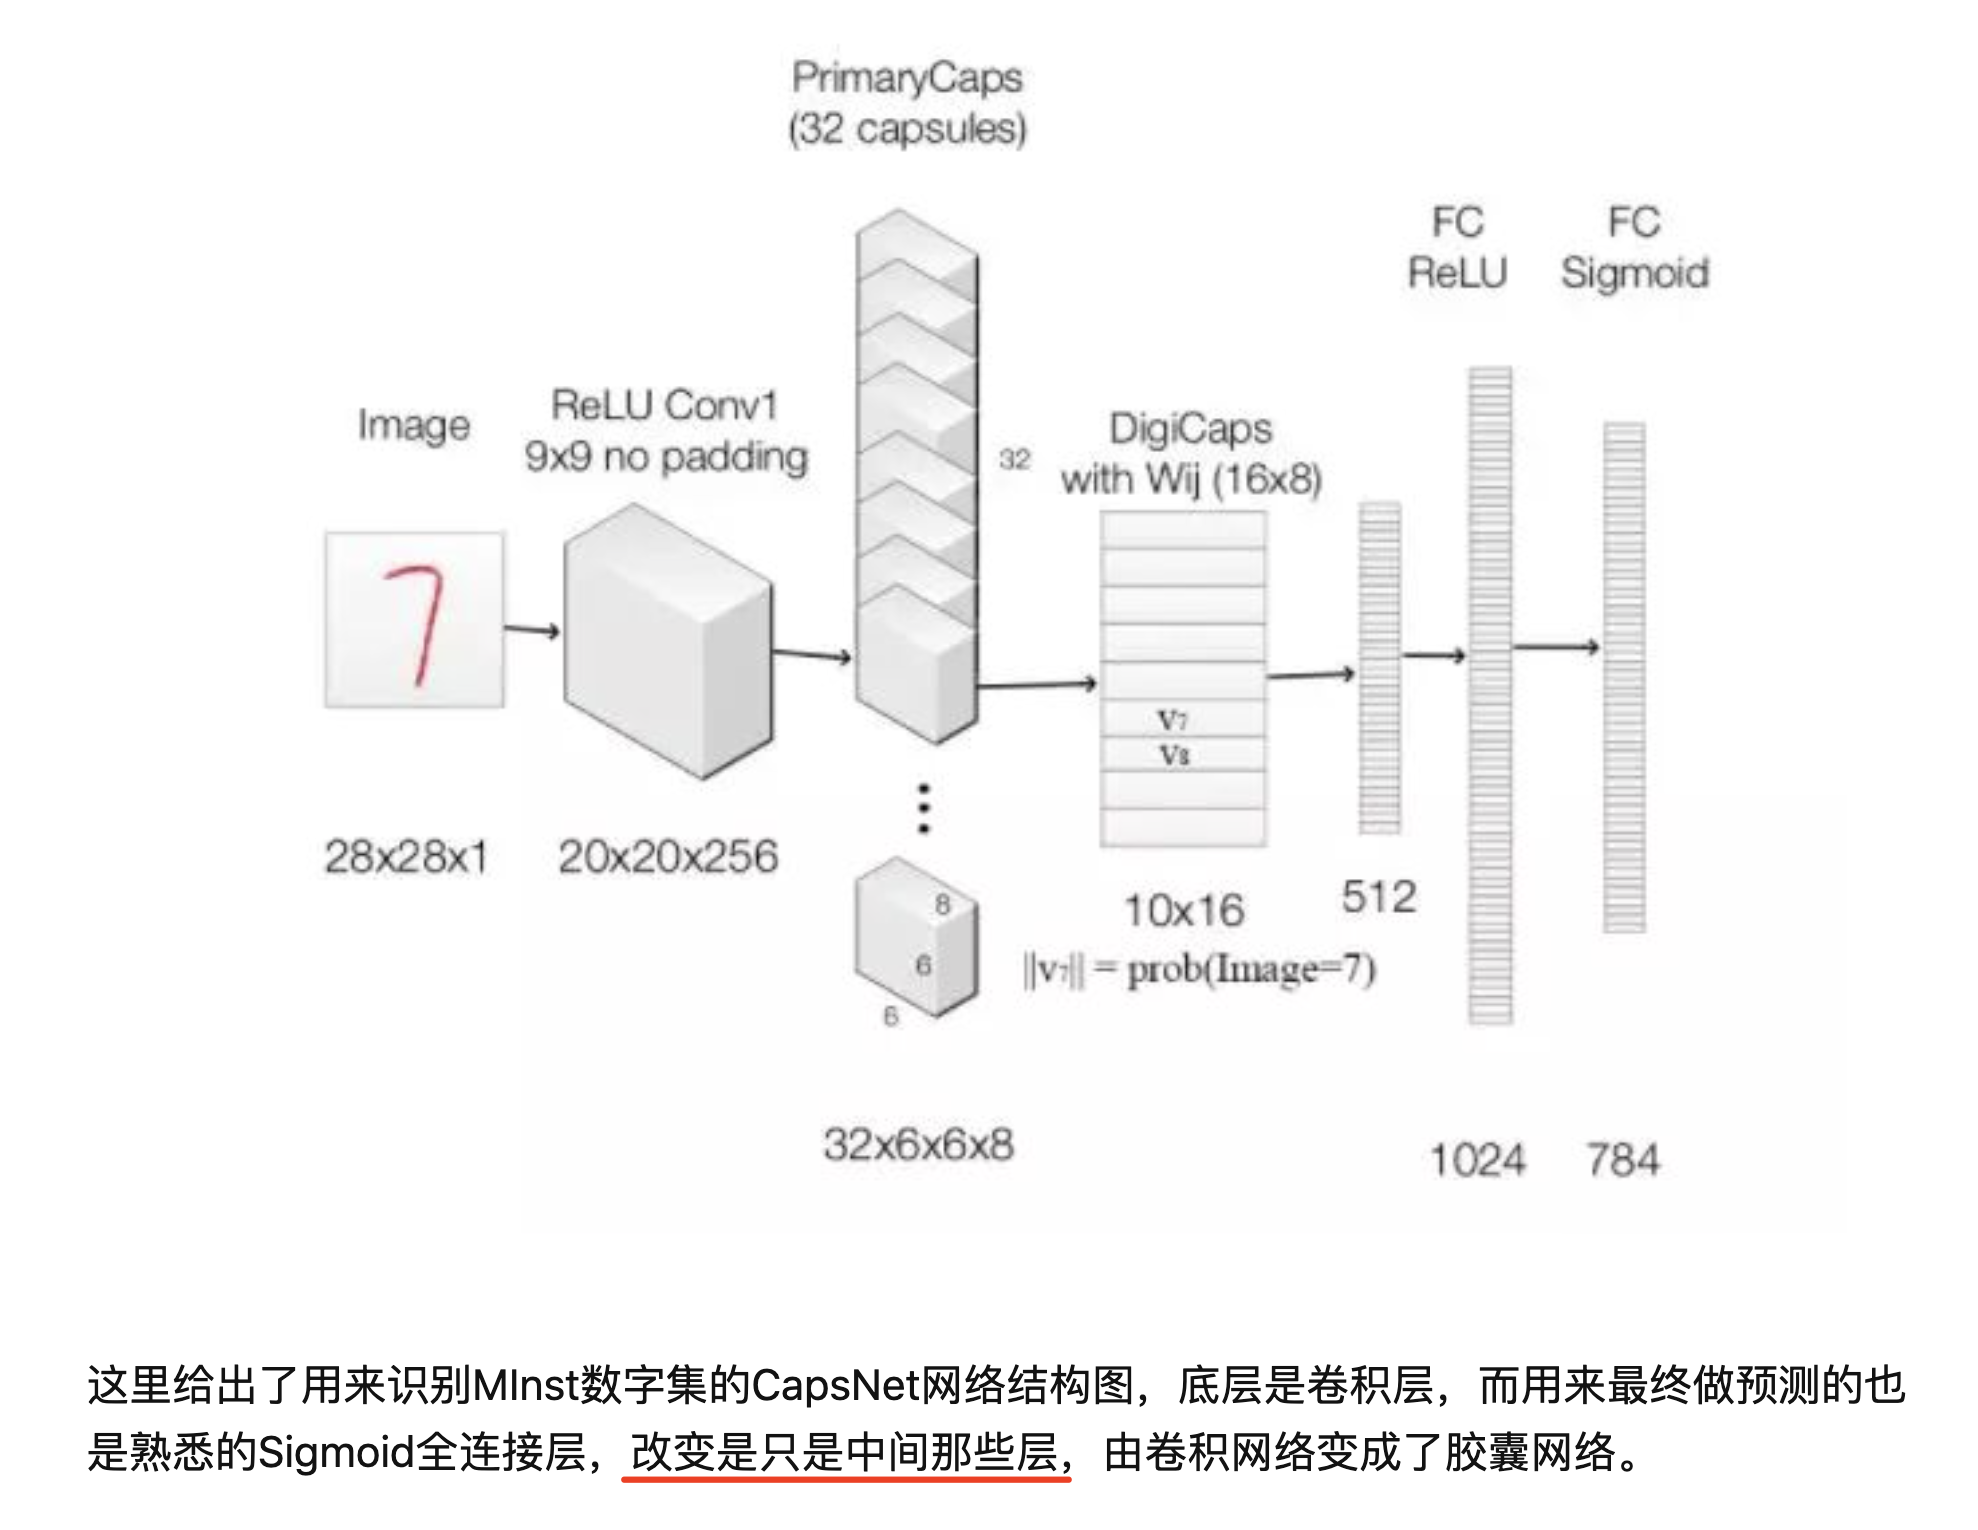 PrimaryCaps
(32 capsules)
FC
ReLU
FC
Sigmoid
Image
ReLU Conv1
9x9 no padding
32
DigiCaps
with Wij (16x8)
v7
v8
28x28x1
20x20x256
8
6
6
10x16
512
||v7|| = prob(Image=7)
32x6x6x8
1024
784
这里给出了用来识别MInst数字集的CapsNet网络结构图，底层是卷积层，而用来最终做预测的也
是熟悉的Sigmoid全连接层，改变是只是中间那些层，由卷积网络变成了胶囊网络。